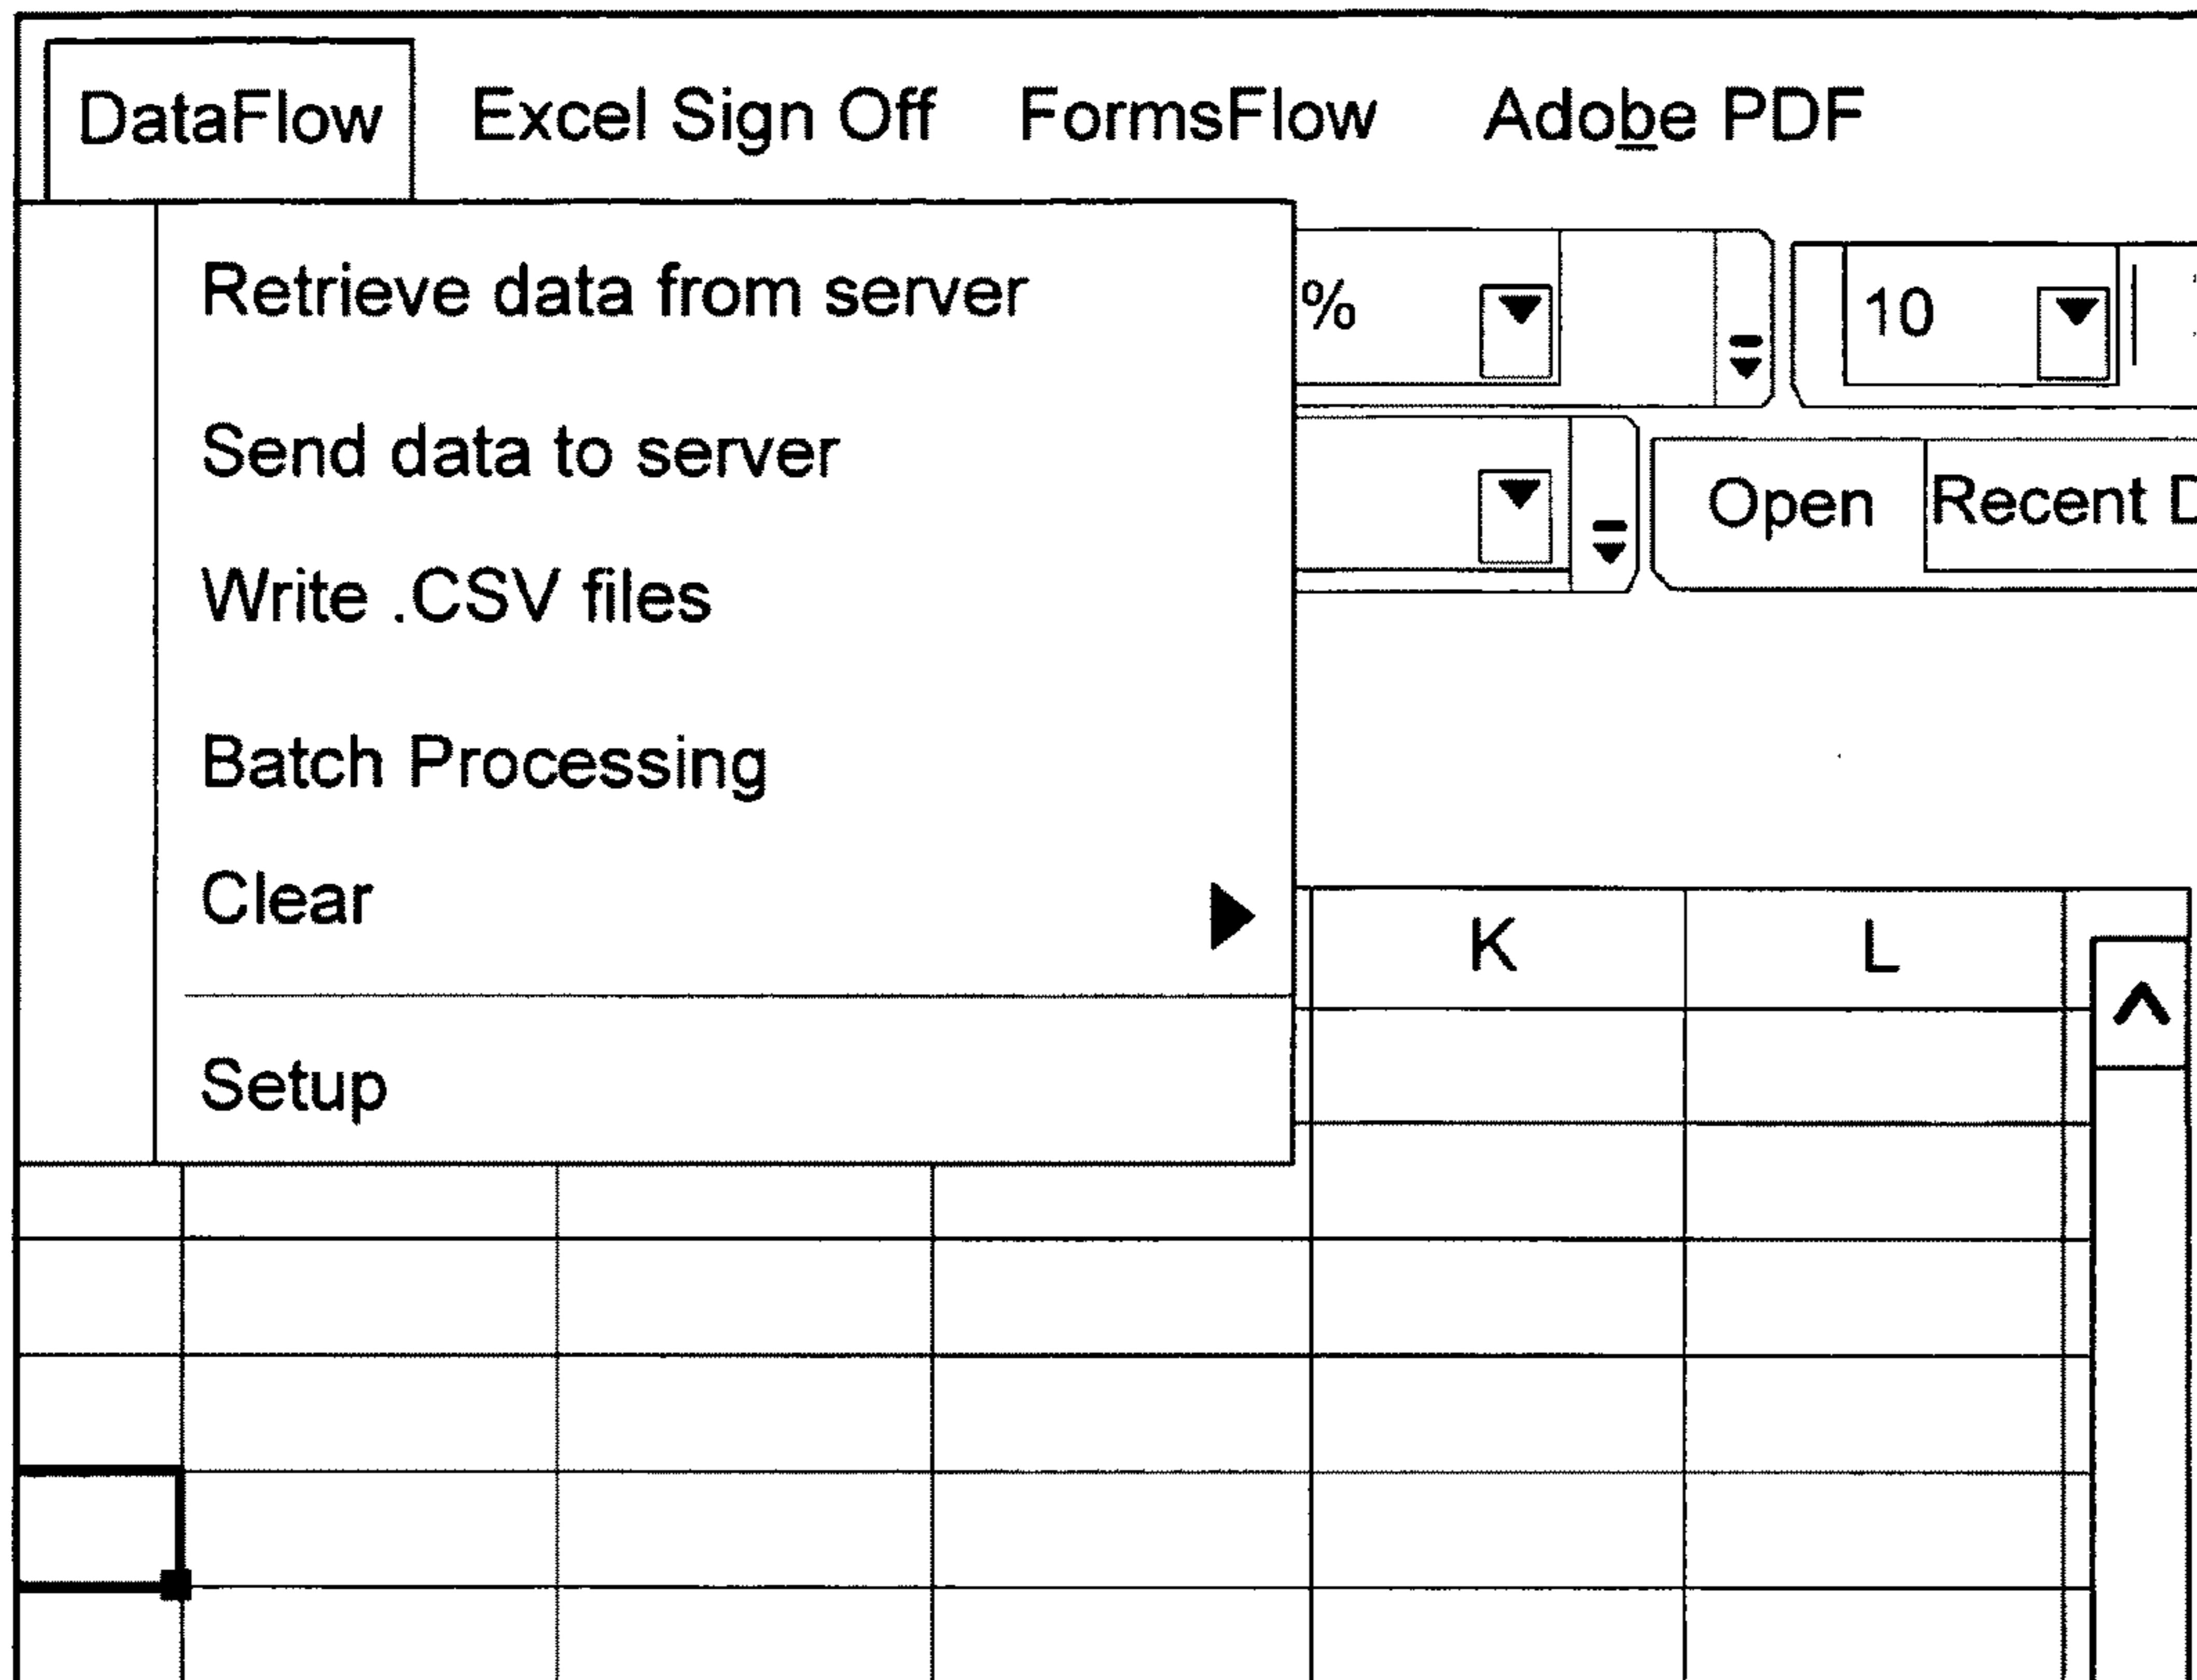 DataFlow Excel Sign Off FormsFlow Adobe PDF
Retrieve data from server
% 10
Send data to server
Open Recent D
Write .CSV files
Batch Processing
Clear
K L
Setup